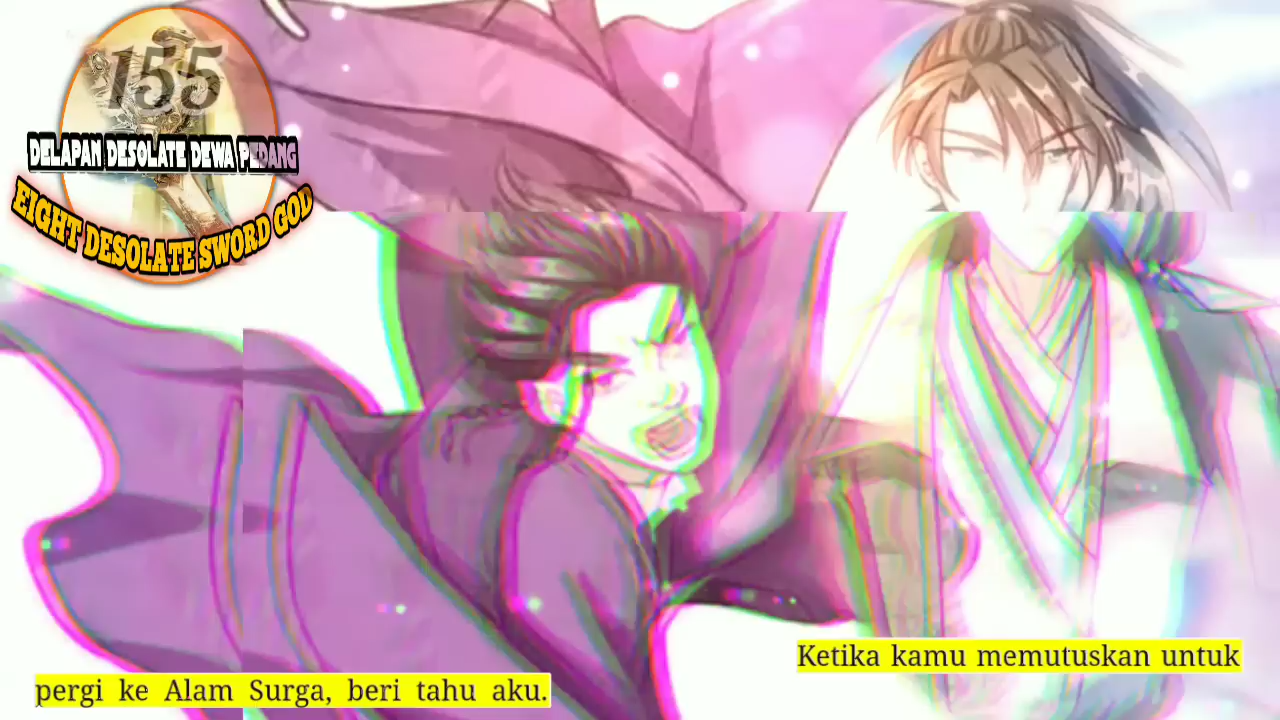 155
DELAPAN DESOLATE DEWA PEDANG
EIGHT DESOLATE SWORD GOD
Ketika kamu memutuskan untuk
pergi ke Alam Surga, beri tahu aku.